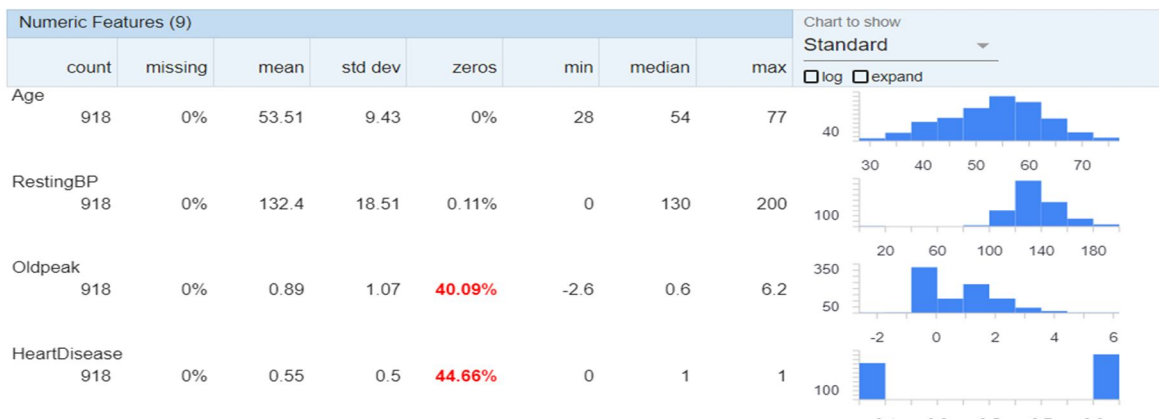 Numeric Features (9)
Chart to show
Standard
count missing mean std dev zeros min median max
log expand
Age
918 0% 53.51 9.43 0% 28 54 77
40
30 40 50 60 70
RestingBP
918 0% 132.4 18.51 0.11% 0 130 200
100
20 60 100 140 180
Oldpeak
918 0% 0.89 1.07 40.09% -2.6 0.6 6.2
350
50
-2 0 2 4 6
HeartDisease
918 0% 0.55 0.5 44.66% 0 1 1
100